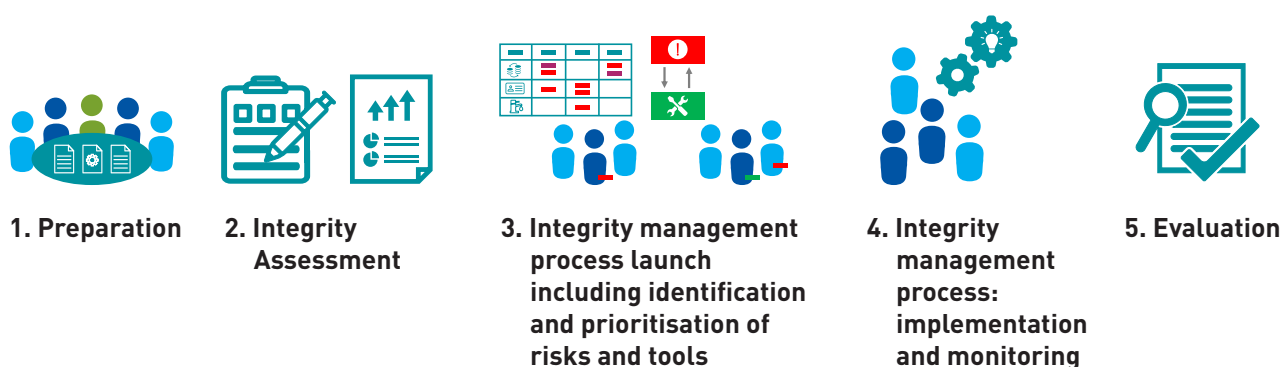 1. Preparation
2. Integrity
Assessment
3. Integrity management
process launch
including identification
and prioritisation of
risks and tools
4. Integrity
management
process:
implementation
and monitoring
5. Evaluation